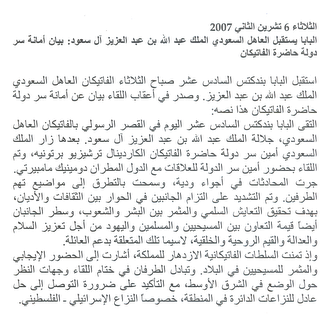 الثلاثاء 6 تشرين الثاني 2007
البابا يستقبل العاهل السعودي الملك عبد الله بن عبد العزيز آل سعود: بيان أمانة سر
دولة حاضرة الفاتيكان
استقبل البابا بندكتس السادس عشر صباح الثلاثاء الفاتيكان العاهل السعودي
الملك عبد الله بن عبد العزيز. وصدر في أعقاب اللقاء بيان عن أمانة سر دولة
حاضرة الفاتيكان هذا نصه:
التقى البابا بندكتس السادس عشر اليوم في القصر الرسولي بالفاتيكان العاهل
السعودي، جلالة الملك عبد الله بن عبد العزيز آل سعود. بعدها زار الملك
السعودي أمين سر دولة حاضرة الفاتيكان الكاردينال ترشيزيو برتونيه، وتم
اللقاء بحضور أمين سر الدولة للعلاقات مع الدول المطران دومينيك مامبيرتي.
جرت المحادثات في أجواء ودية، وسمحت بالتطرق إلى مواضيع تهم
الطرفين. وتم التشديد على التزام الجانبين في الحوار بين الثقافات والأديان،
بهدف تحقيق التعايش السلمي والمثمر بين البشر والشعوب، وسطر الجانبان
أيضا قيمة التعاون بين المسيحيين والمسلمين واليهود من أجل تعزيز السلام
والعدالة والقيم الروحية والخلقية، لاسيما تلك المتعلقة بدعم العائلة.
وإذ تمنت السلطات الفاتيكانية الازدهار للمملكة، أشارت إلى الحضور الإيجابي
والمثمر للمسيحيين في البلاد. وتبادل الطرفان في ختام اللقاء وجهات النظر
حول الوضع في الشرق الأوسط، مع التأكيد على ضرورة التوصل إلى حل
عادل للنزاعات الدائرة في المنطقة، خصوصا النزاع الإسرائيلي ـ الفلسطيني.